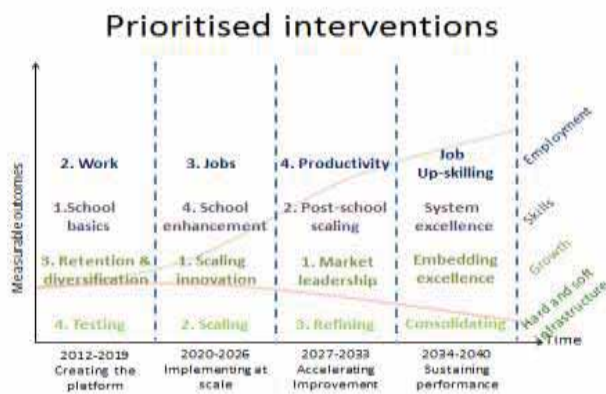 Prioritised interventions
Measurable outcomes
2. Work
3. Jobs
4. Productivity
Job
Up-skilling
Employment
1.School
basics
4. School
enhancement
2. Post-school
scaling
System
excellence
Skills
3. Retention &
diversification
1. Scaling
innovation
1. Market
leadership
Embedding
excellence
Growth
4. Testing
2. Scaling
3. Refining
Consolidating
Hard and soft
infrastructure
Time
2012-2019
Creating the
platform
2020-2026
Implementing at
scale
2027-2033
Accelerating
Improvement
2034-2040
Sustaining
performance